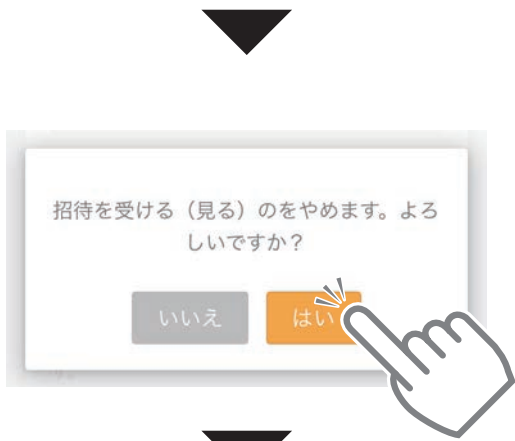 招待を受ける（見る）のをやめます。よろ
しいですか？
いいえ
はい